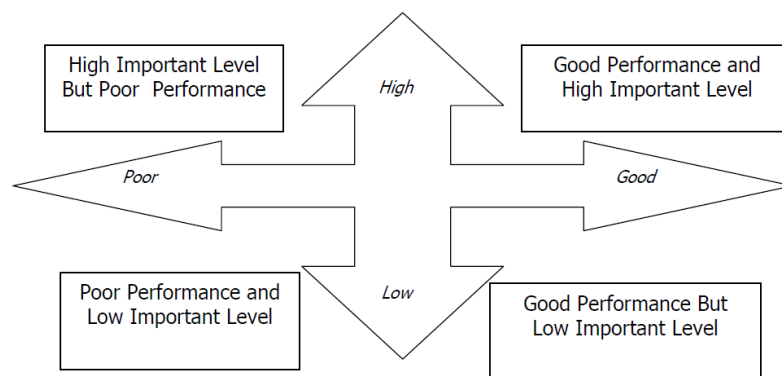 High Important Level
But Poor Performance
High
Good Performance and
High Important Level
Poor
Good
Poor Performance and
Low Important Level
Low
Good Performance But
Low Important Level